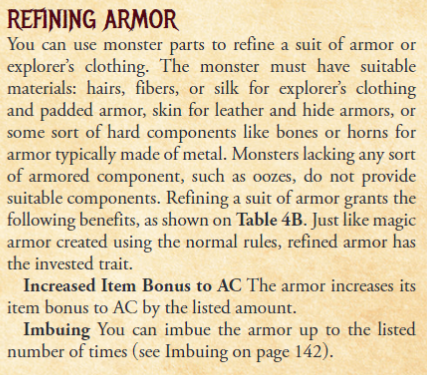 REFINING ARMOR
You can use monster parts to refine a suit of armor or
explorer's clothing. The monster must have suitable
materials: hairs, fibers, or silk for explorer's clothing
and padded armor, skin for leather and hide armors, or
some sort of hard components like bones or horns for
armor typically made of metal. Monsters lacking any sort
of armored component, such as oozes, do not provide
suitable components. Refining a suit of armor grants the
following benefits, as shown on Table 4B. Just like magic
armor created using the normal rules, refined armor has
the invested trait.
Increased Item Bonus to AC The armor increases its
item bonus to AC by the listed amount.
Imbuing You can imbue the armor up to the listed
number of times (see Imbuing on page 142).